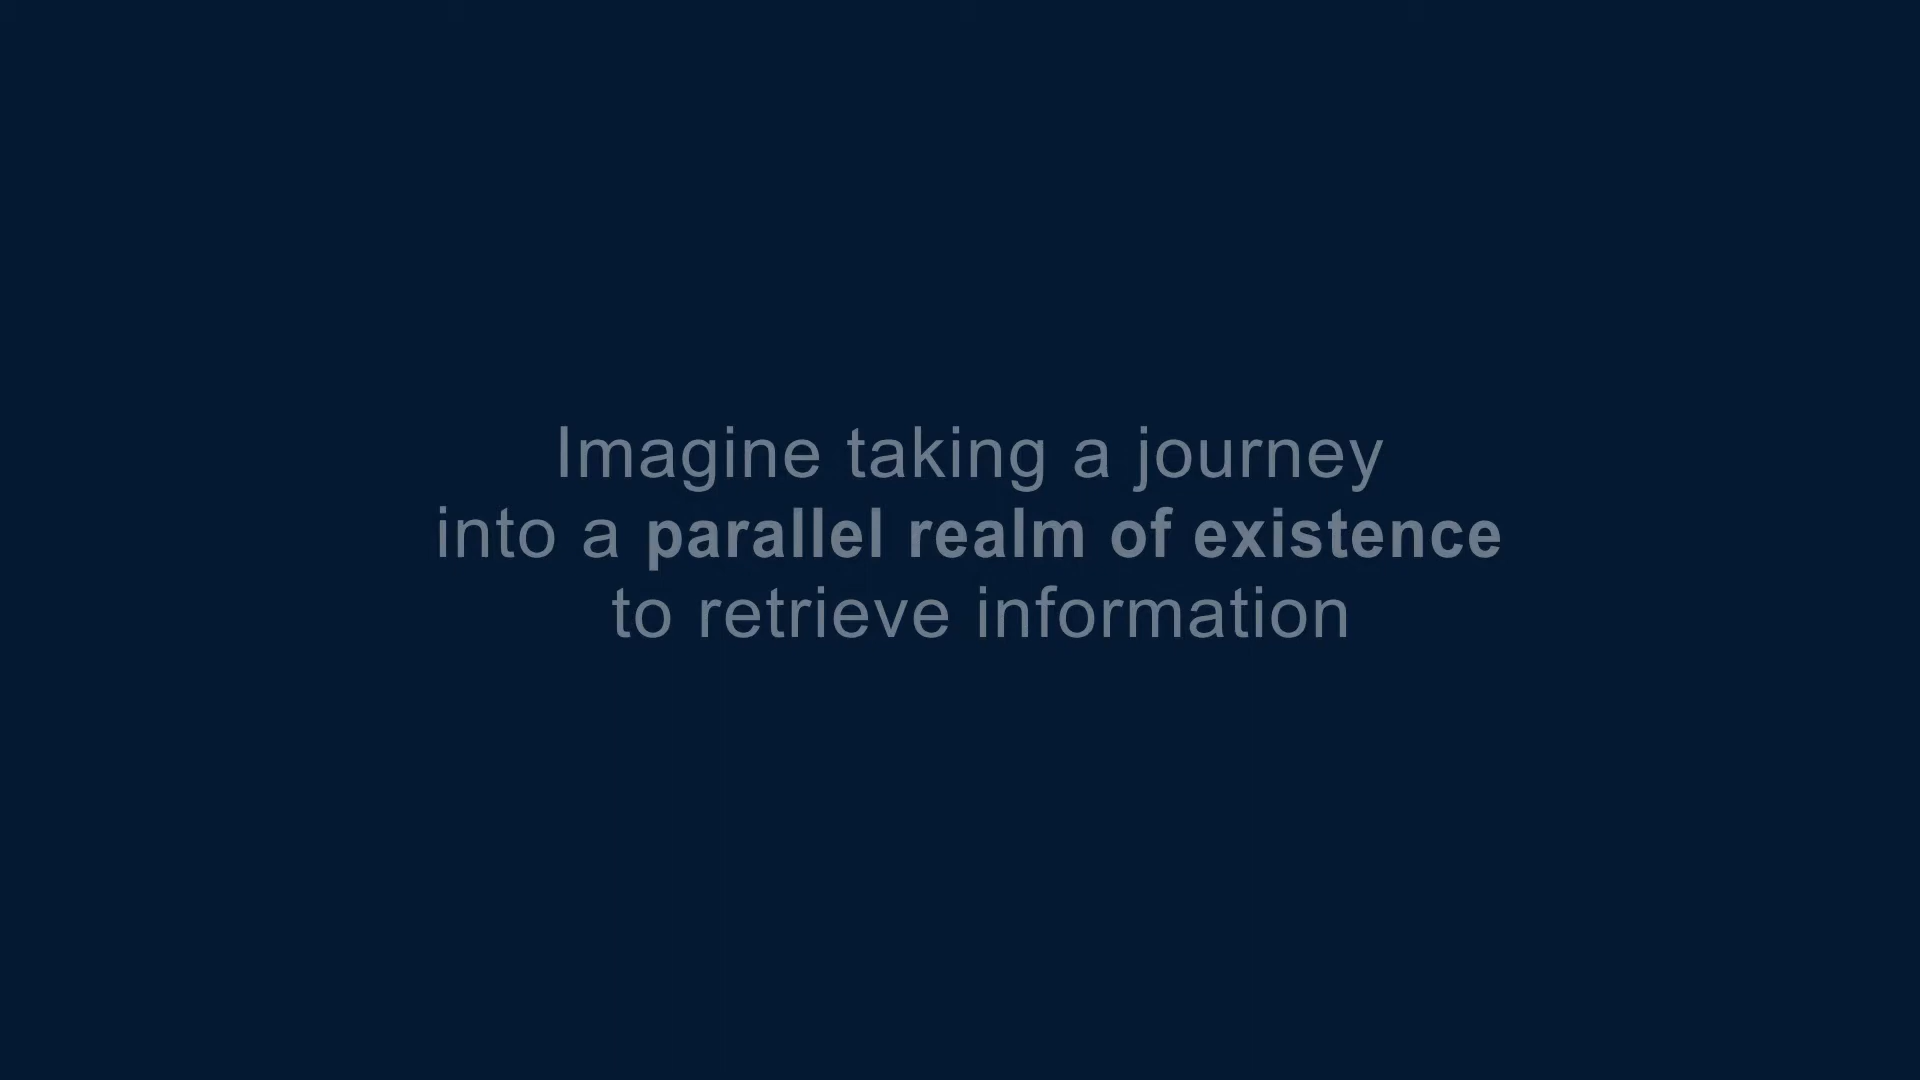 Imagine taking a journey
into a parallel realm of existence
to retrieve information